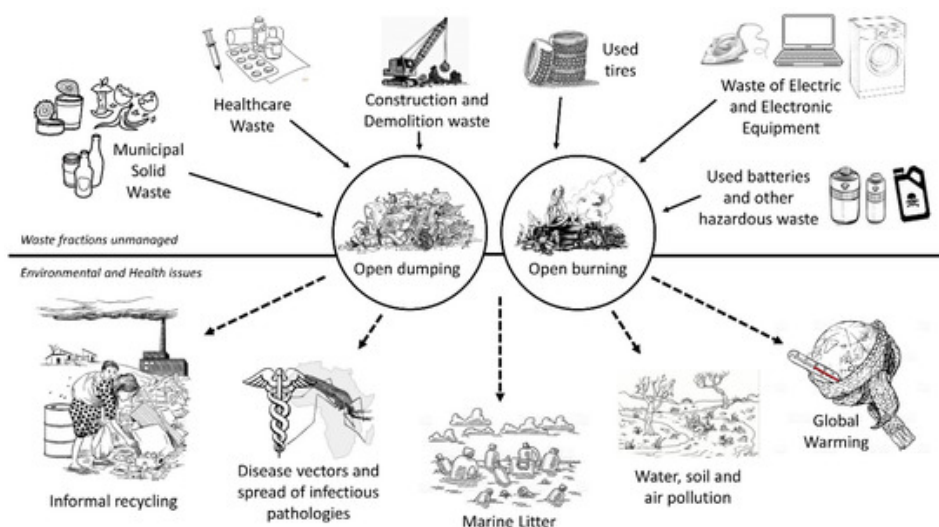 Healthcare
Waste
Construction and
Demolition waste
Used
tires
Waste of Electric
and Electronic
Equipment
Municipal
Solid
Waste
Used batteries
and other
hazardous waste
Waste fractions unmanaged
Environmental and Health issues
Open dumping
Open burning
Informal recycling
Disease vectors and
spread of infectious
pathologies
Marine Litter
Water, soil and
air pollution
Global
Warming